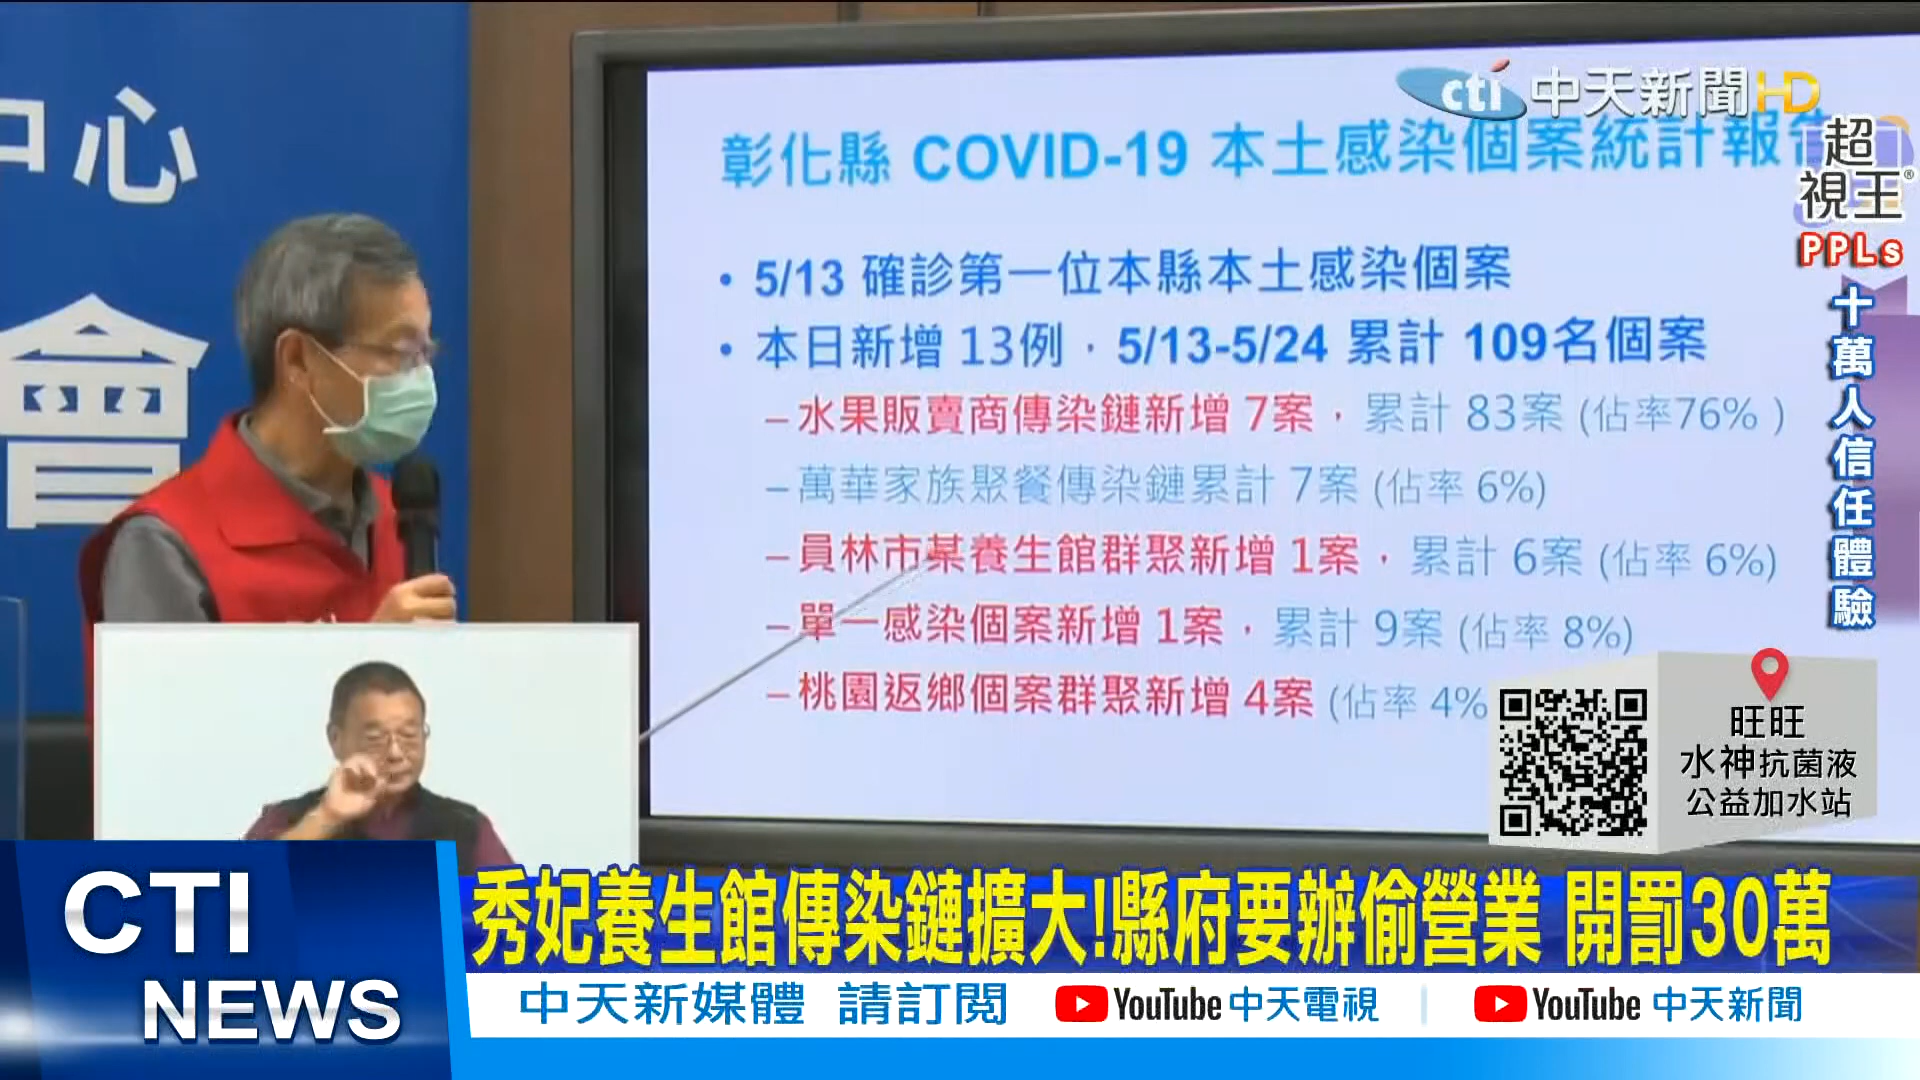 中心
會
cti 中天新聞HD
彰化縣 COVID-19 本土感染個案統計報告
• 5/13 確診第一位本縣本土感染個案
• 本日新增 13例，5/13-5/24 累計 109名個案
–水果販賣商傳染鏈新增 7案，累計 83案 (佔率76% )
–萬華家族聚餐傳染鏈累計 7案 (佔率 6%)
–員林市某養生館群聚新增 1案，累計 6案 (佔率 6%)
–單一感染個案新增 1案，累計 9案 (佔率 8%)
–桃園返鄉個案群聚新增 4案 (佔率 4%
超視王®
PPLs
十萬人信任體驗
旺旺
水神抗菌液
公益加水站
CTI
NEWS
秀妃養生館傳染鏈擴大!縣府要辦偷營業 開罰30萬
中天新媒體 請訂閱 YouTube 中天電視 | YouTube 中天新聞